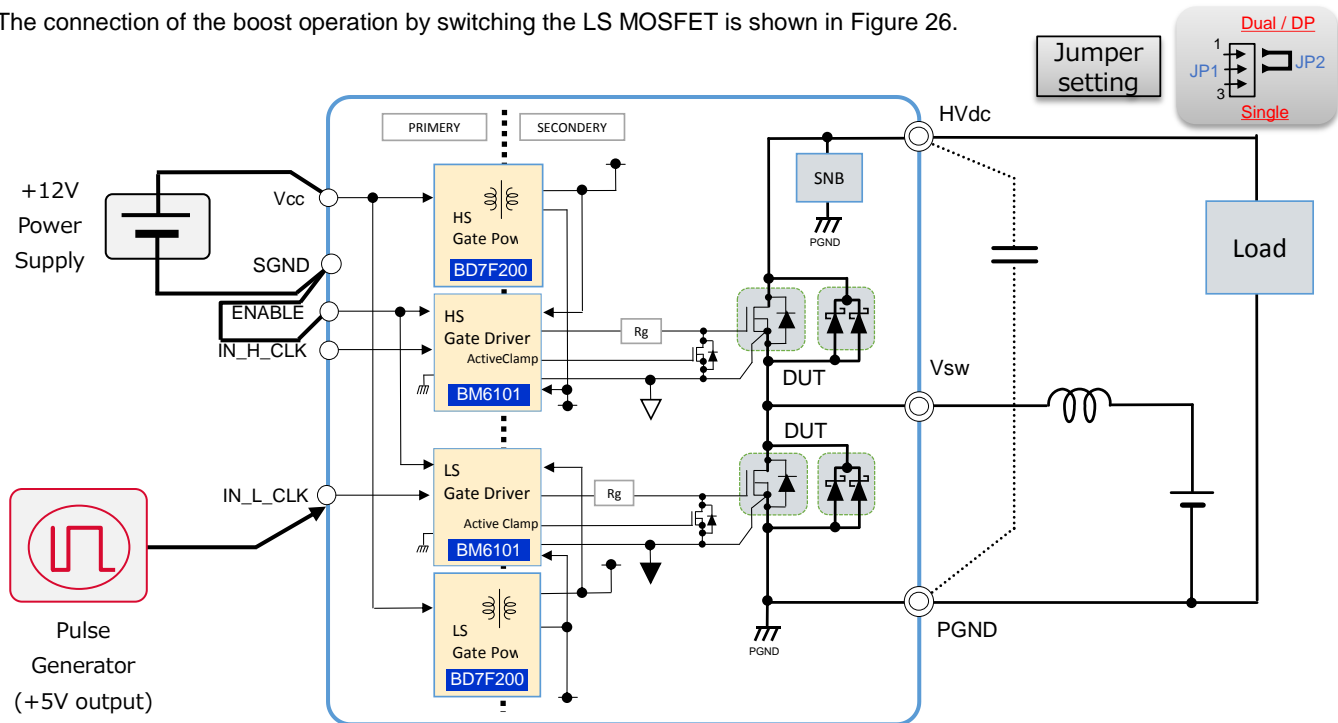 The connection of the boost operation by switching the LS MOSFET is shown in Figure 26.
Jumper
setting
Dual / DP
1
JP1
JP2
3
Single
PRIMERY
SECONDERY
HVdc
+12V
Power
Supply
Vcc
SGND
ENABLE
IN_H_CLK
HS
Gate Pow
BD7F200
HS
Gate Driver
ActiveClamp
BM6101
Rg
SNB
PGND
DUT
Load
Vsw
DUT
IN_L_CLK
LS
Gate Driver
Active Clamp
BM6101
Rg
LS
Gate Pow
BD7F200
PGND
PGND
Pulse
Generator
(+5V output)